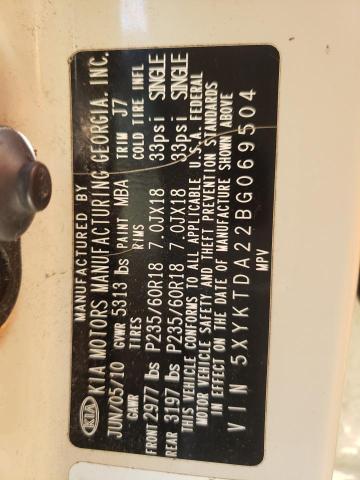 MANUFACTURED BY
KIA KIA MOTORS MANUFACTURING GEORGIA, INC.
JUN/05/10 GVWR 5313 lbs PAINT MBA TRIM J7
GAWR TIRES RIMS COLD TIRE INFL
FRONT 2977 lbs P235/60R18 7.0JX18 33psi SINGLE
REAR 3197 lbs P235/60R18 7.0JX18 33psi SINGLE
THIS VEHICLE CONFORMS TO ALL APPLICABLE U.S.A. FEDERAL
MOTOR VEHICLE SAFETY AND THEFT PREVENTION STANDARDS
IN EFFECT ON THE DATE OF MANUFACTURE SHOWN ABOVE
VIN 5XYKTDA22BG069504
MPV